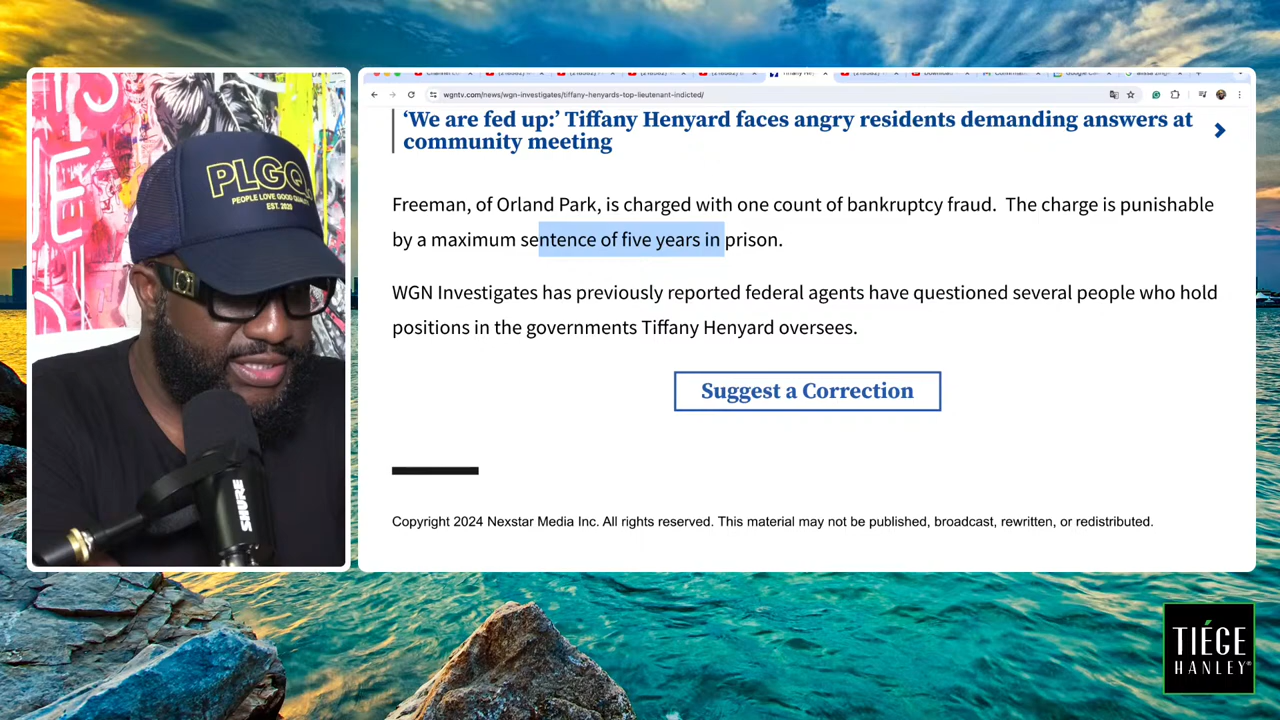 PLGQ
PEOPLE LOVE GOOD
EST. 2020
SHURE
wgntv.com/news/wgn-investigates/tiffany-henyards-top-lieutenant-indicted/
‘We are fed up:’ Tiffany Henyard faces angry residents demanding answers at
community meeting
Freeman, of Orland Park, is charged with one count of bankruptcy fraud. The charge is punishable
by a maximum sentence of five years in prison.
WGN Investigates has previously reported federal agents have questioned several people who hold
positions in the governments Tiffany Henyard oversees.
Suggest a Correction
Copyright 2024 Nexstar Media Inc. All rights reserved. This material may not be published, broadcast, rewritten, or redistributed.
TIÉGE
HANLEY®